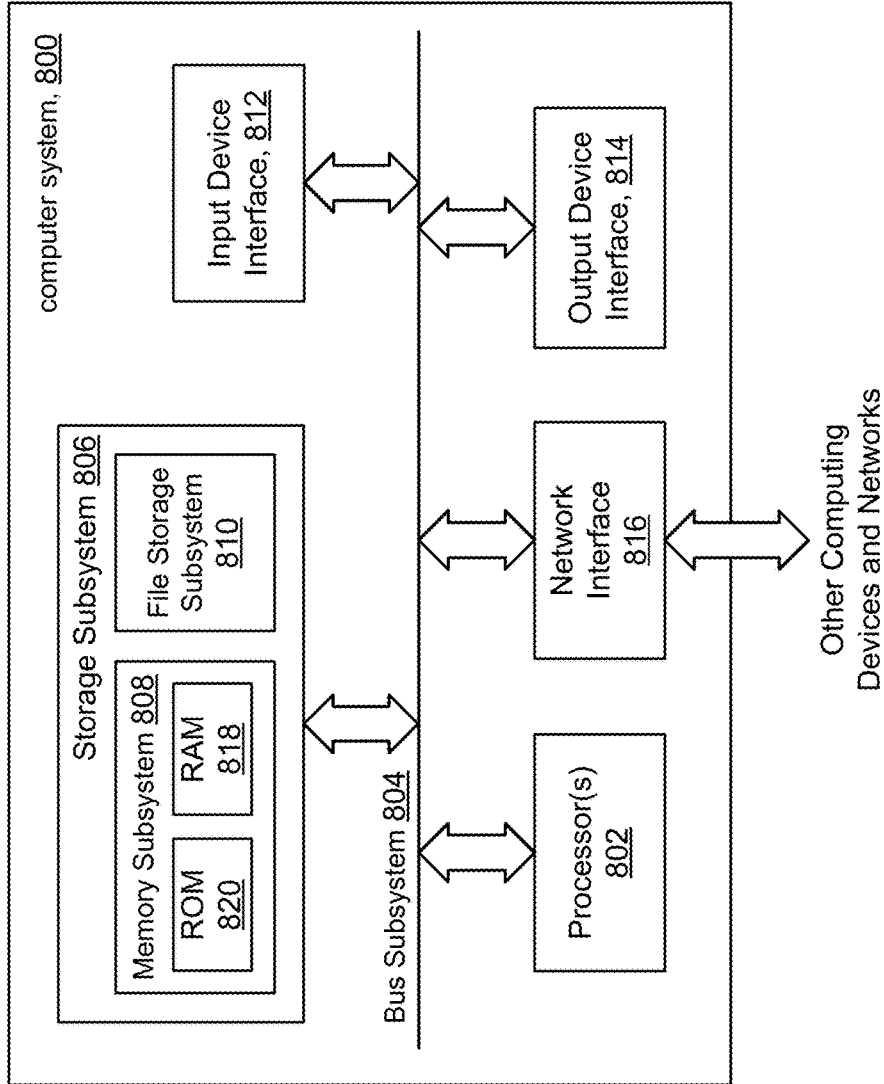 computer system, 800
Storage Subsystem 806
Memory Subsystem 808
ROM
820
RAM
818
File Storage
Subsystem
810
Input Device
Interface, 812
Bus Subsystem 804
Processor(s)
802
Network
Interface
816
Output Device
Interface, 814
Other Computing
Devices and Networks